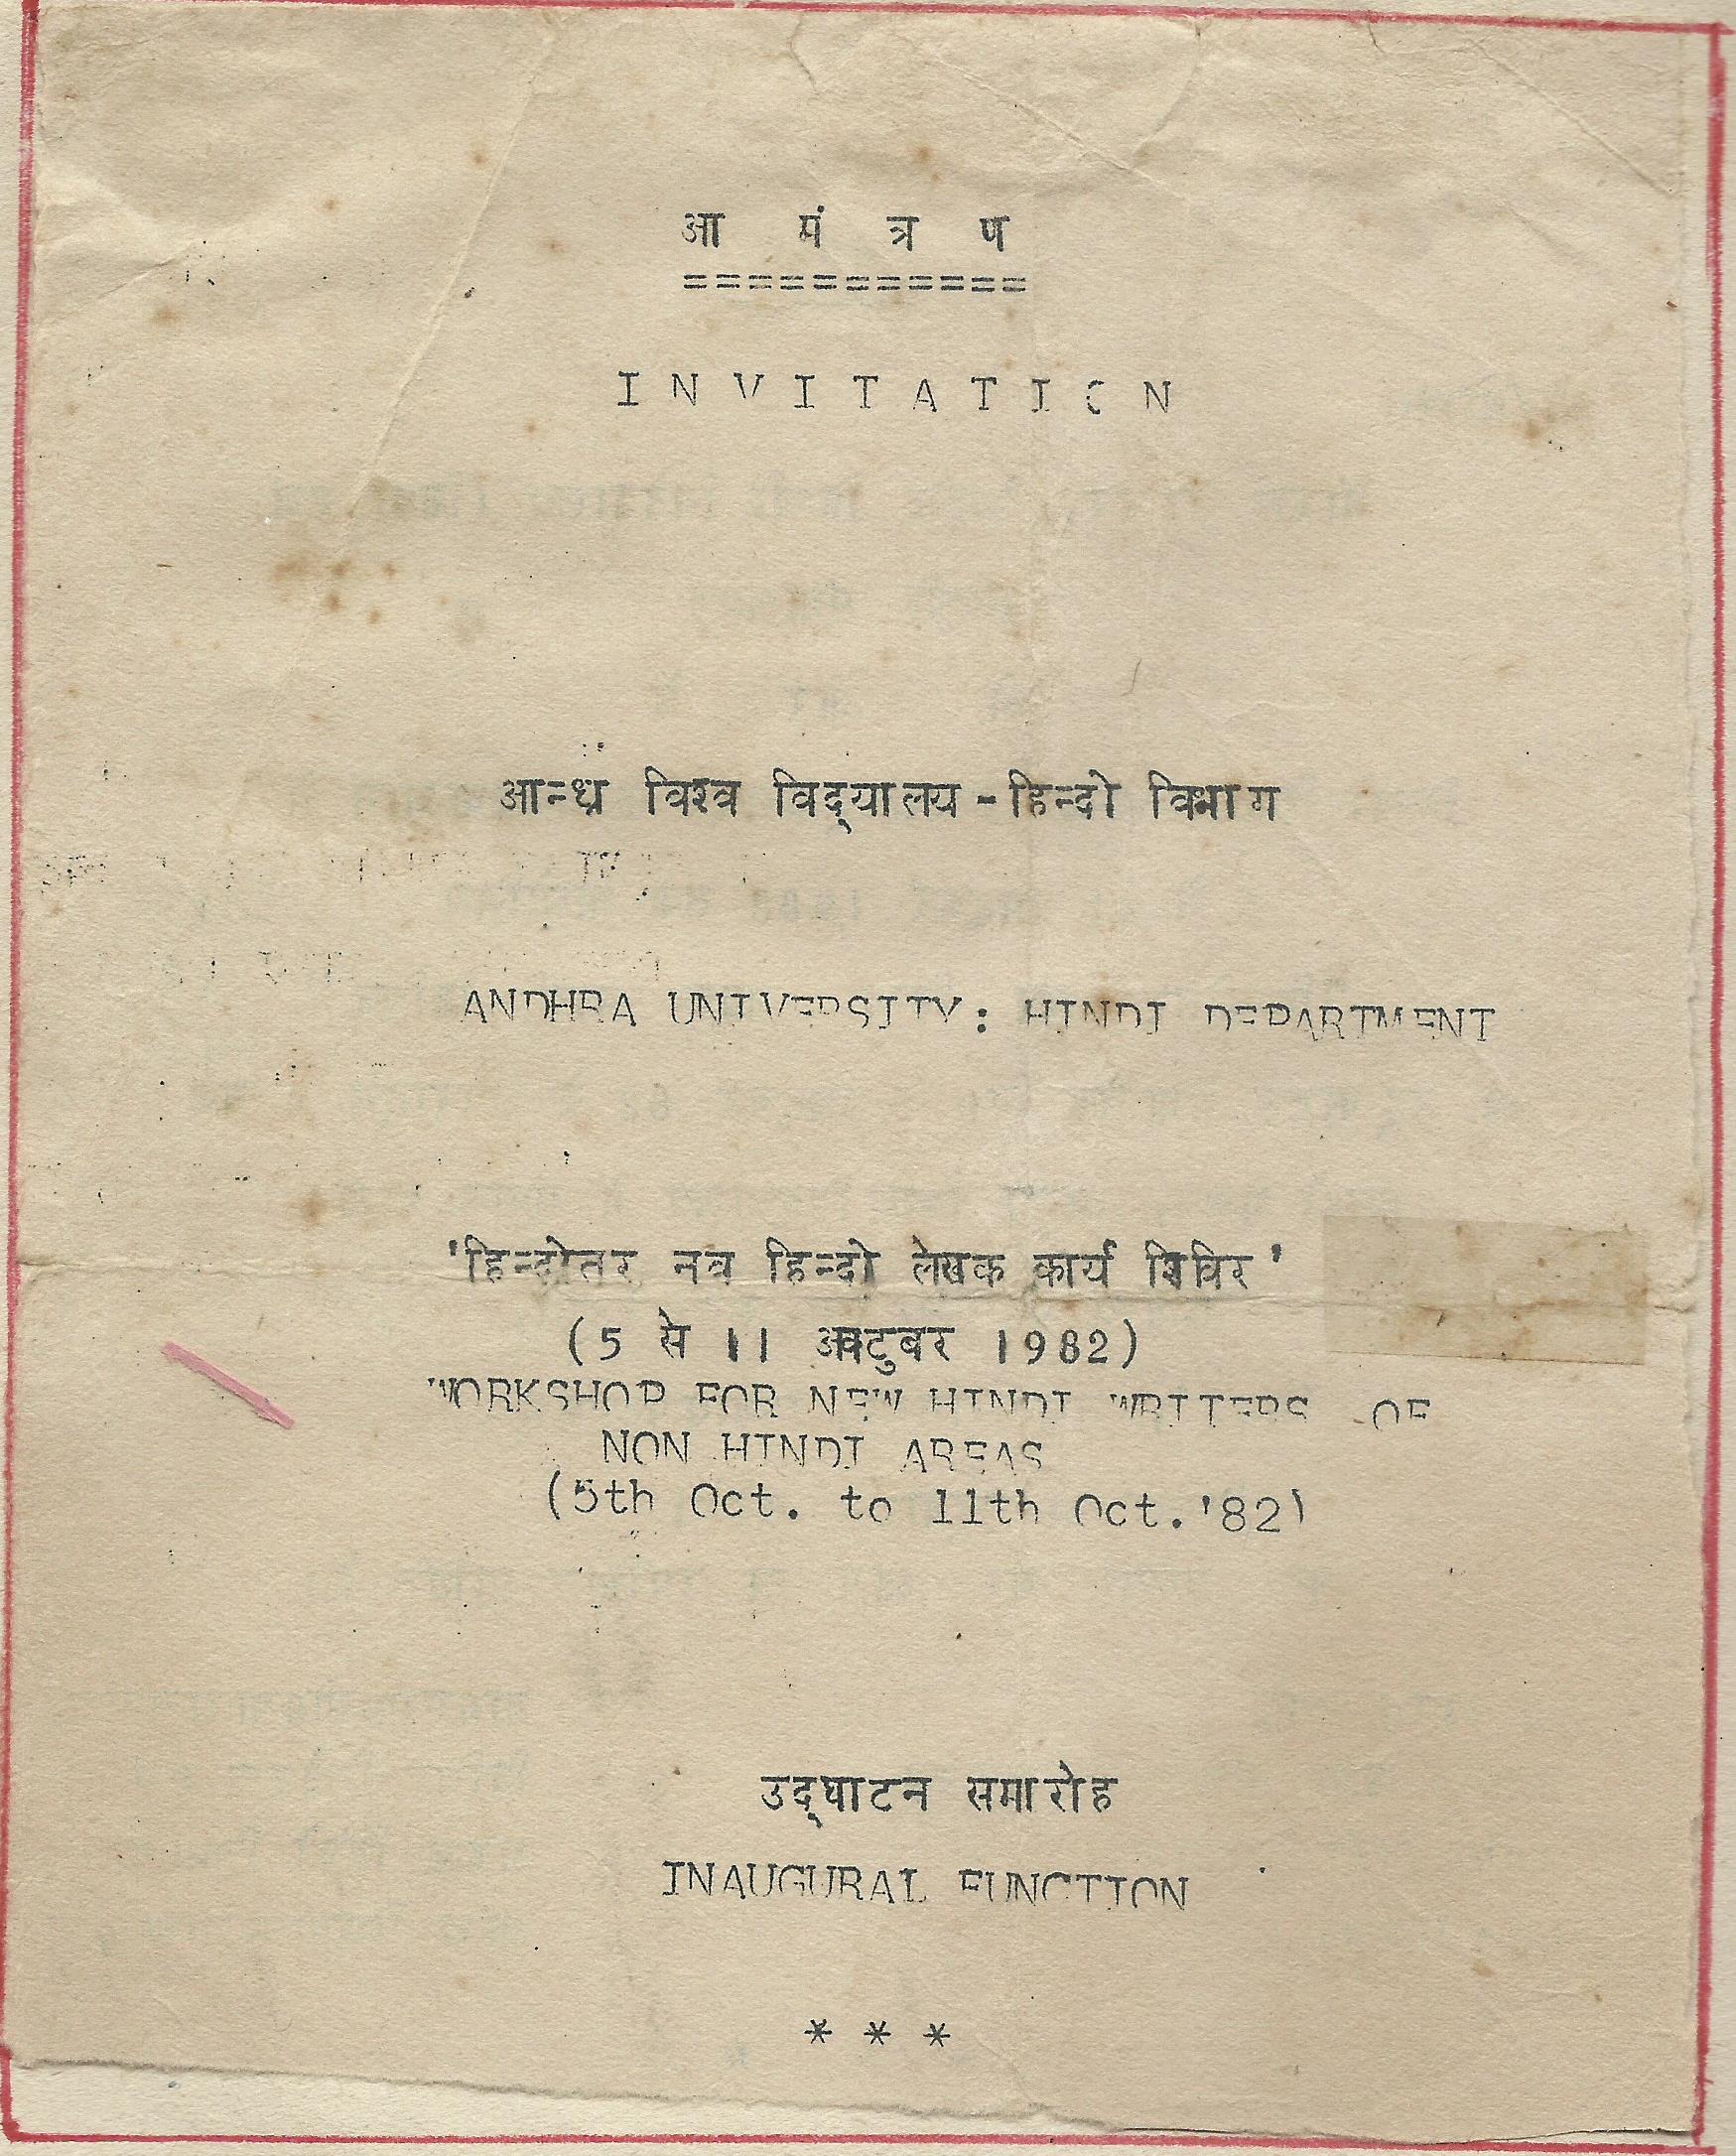 आ मंत्र ण
===========
INVITATION
आन्ध्र विश्व विद्यालय - हिन्दी विभाग
ANDHRA UNIVERSITY: HINDI DEPARTMENT
'हिन्दीतर नव हिन्दी लेखक कार्य शिविर'
(5 से 11 अक्टुबर 1982)
WORKSHOP FOR NEW HINDI WRITERS OF
NON HINDI AREAS
(5th Oct. to 11th Oct.'82)
उद्घाटन समारोह
INAUGURAL FUNCTION
* * *